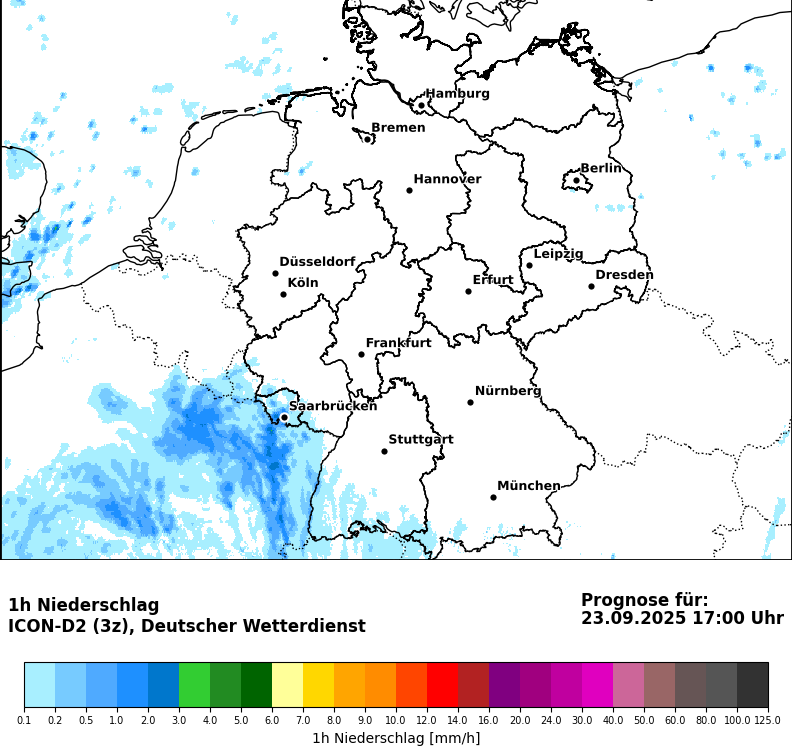 Hamburg
Bremen
Berlin
Hannover
Leipzig
Düsseldorf
Dresden
Köln
Erfurt
Frankfurt
Nürnberg
Saarbrücken
Stuttgart
München
1h Niederschlag
ICON-D2 (3z), Deutscher Wetterdienst
Prognose für:
23.09.2025 17:00 Uhr
0.1 0.2 0.5 1.0 2.0 3.0 4.0 5.0 6.0 7.0 8.0 9.0 10.0 12.0 14.0 16.0 20.0 24.0 30.0 40.0 50.0 60.0 80.0 100.0 125.0
1h Niederschlag [mm/h]